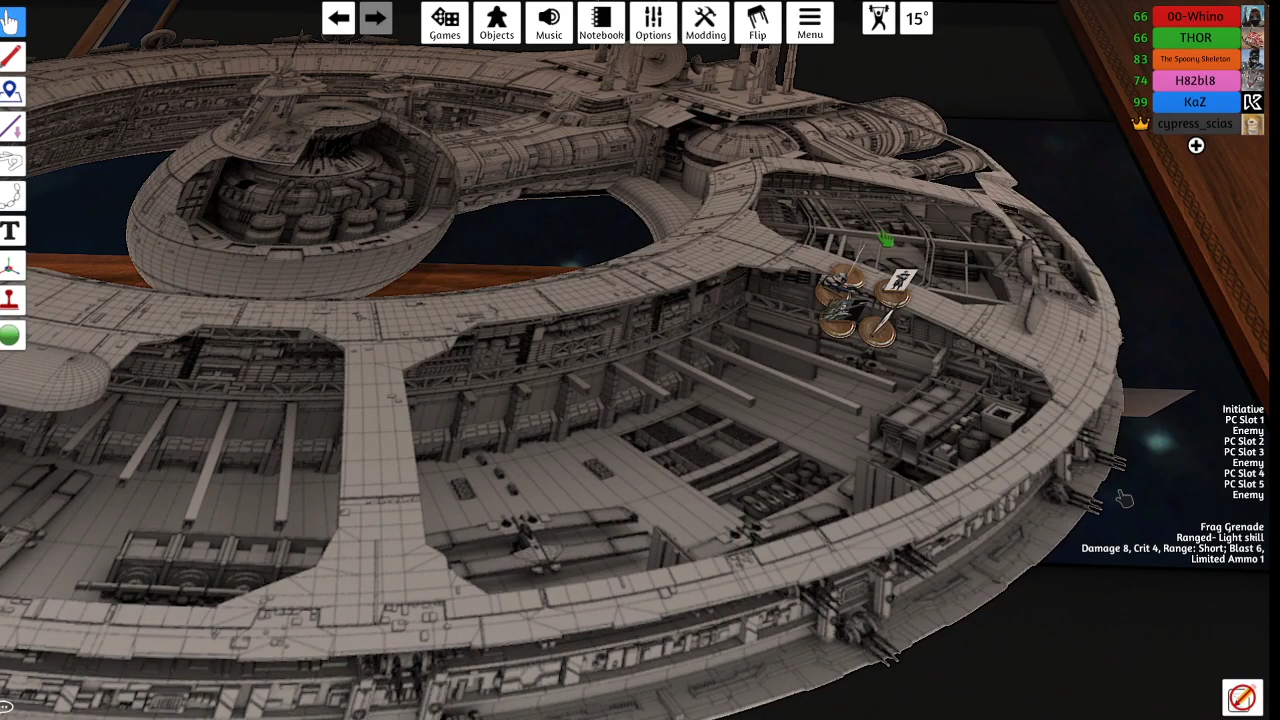 Games Objects Music Notebook Options Modding Flip Menu 15°
66 00-Whino
66 THOR
83 The Spoony Skeleton
74 H82bl8
99 KaZ
cypress_scias
T
Initiative
PC Slot 1
Enemy
PC Slot 2
PC Slot 3
Enemy
PC Slot 4
PC Slot 5
Enemy
Frag Grenade
Ranged- Light skill
Damage 8, Crit 4, Range: Short; Blast 6,
Limited Ammo 1